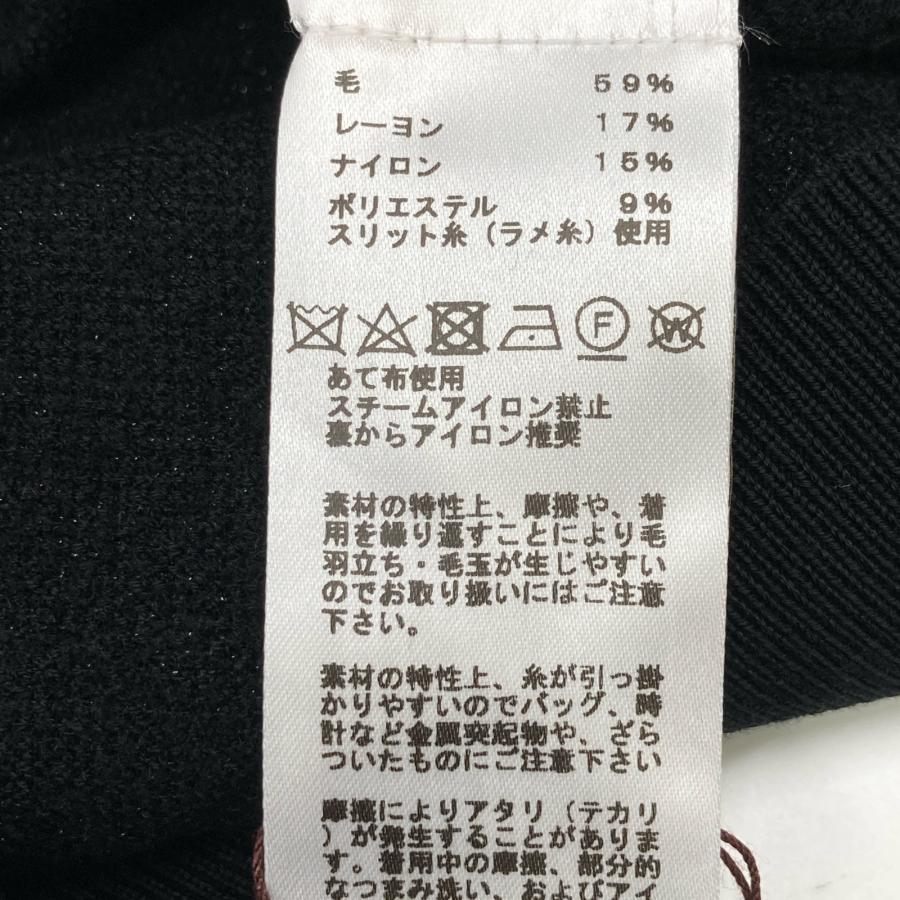 毛 59%
レーヨン 17%
ナイロン 15%
ポリエステル 9%
スリット糸(ラメ糸)使用
F W
あて布使用
スチームアイロン禁止
裏からアイロン推奨
素材の特性上、摩擦や、着
用を繰り返すことにより毛
羽立ち・毛玉が生じやすい
のでお取り扱いにはご注意
下さい。
素材の特性上、糸が引っ掛
かりやすいのでバッグ、時
計など金属突起物や、ざら
ついたものにご注意下さい
摩擦によりアタリ(テカリ
)が発生することがありま
す。着用中の摩擦、部分的
なつまみ洗い、およびアイ